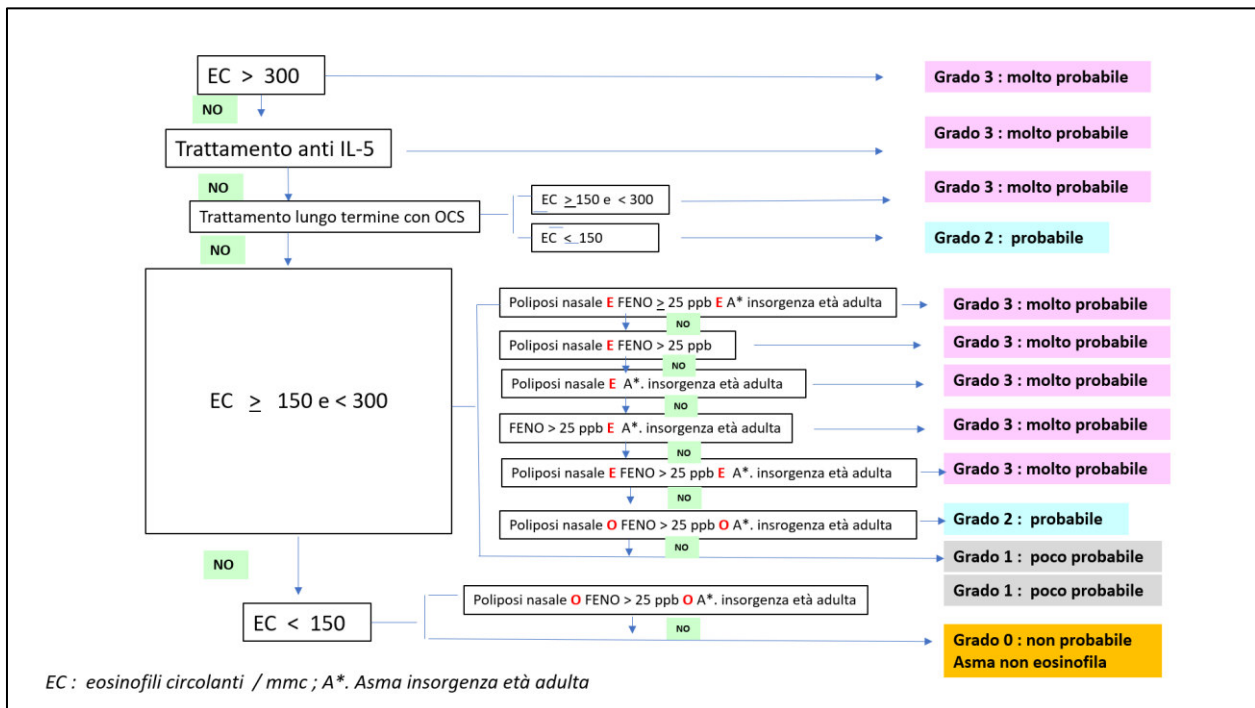 EC > 300
Grado 3 : molto probabile
NO
Trattamento anti IL-5
Grado 3 : molto probabile
NO
Trattamento lungo termine con OCS
EC ≥ 150 e < 300
Grado 3 : molto probabile
EC ≤ 150
Grado 2 : probabile
NO
EC ≥ 150 e < 300
Poliposi nasale E FENO ≥ 25 ppb E A* insorgenza età adulta
Grado 3 : molto probabile
NO
Poliposi nasale E FENO > 25 ppb
Grado 3 : molto probabile
NO
Poliposi nasale E A*. insorgenza età adulta
Grado 3 : molto probabile
NO
FENO > 25 ppb E A*. insorgenza età adulta
Grado 3 : molto probabile
NO
Poliposi nasale E FENO > 25 ppb E A*. insorgenza età adulta
Grado 3 : molto probabile
NO
Poliposi nasale O FENO > 25 ppb O A*. insrogenza età adulta
Grado 2 : probabile
NO
Grado 1 : poco probabile
NO
EC < 150
Poliposi nasale O FENO > 25 ppb O A*. insorgenza età adulta
Grado 1 : poco probabile
NO
Grado 0 : non probabile
Asma non eosinofila
EC : eosinofili circolanti / mmc ; A*. Asma insorgenza età adulta